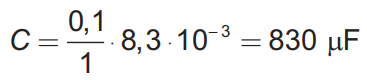 C = 0,1/1 · 8,3 · 10⁻³ = 830 μF